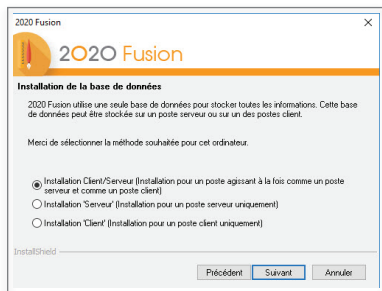 2020 Fusion
2020 Fusion
Installation de la base de données
2020 Fusion utilise une seule base de données pour stocker toutes les informations. Cette base
de données peut être stockée sur un poste serveur ou sur un des postes client.
Merci de sélectionner la méthode souhaitée pour cet ordinateur.
Installation Client/Serveur (Installation pour un poste agissant à la fois comme un poste
serveur et comme un poste client)
Installation 'Serveur' (Installation pour un poste serveur uniquement)
Installation 'Client' (Installation pour un poste client uniquement)
InstallShield
Précédent Suivant Annuler